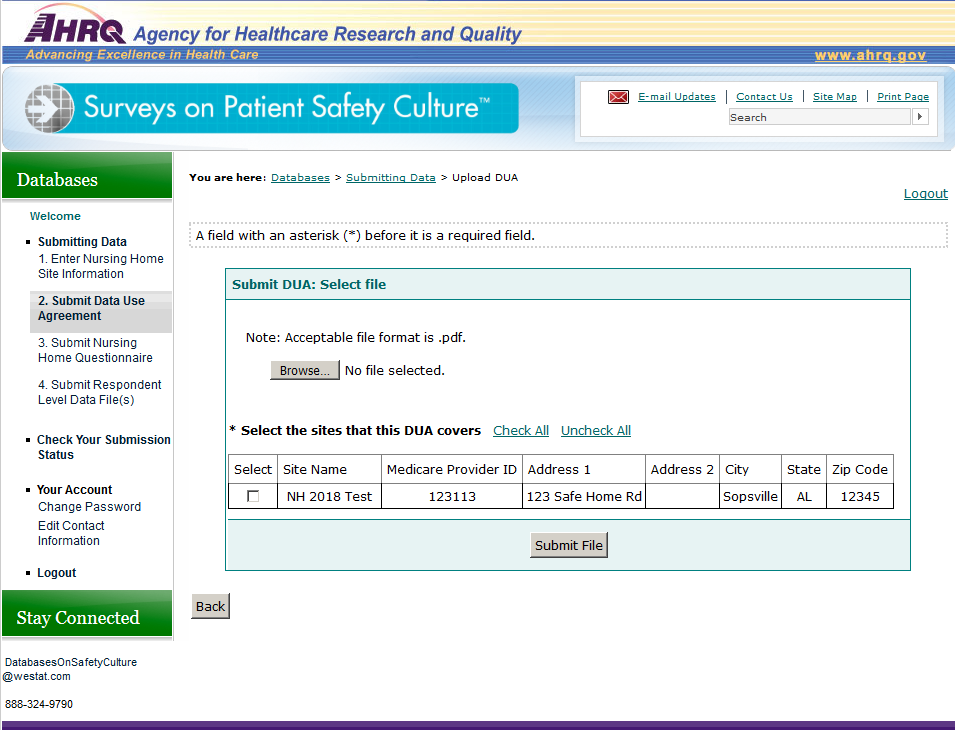 AHRQ Agency for Healthcare Research and Quality
Advancing Excellence in Health Care www.ahrq.gov
Surveys on Patient Safety Culture™
E-mail Updates | Contact Us | Site Map | Print Page
Search
Databases
Welcome
Submitting Data
1. Enter Nursing Home
Site Information
2. Submit Data Use
Agreement
3. Submit Nursing
Home Questionnaire
4. Submit Respondent
Level Data File(s)
Check Your Submission
Status
Your Account
Change Password
Edit Contact
Information
Logout
Stay Connected
DatabasesOnSafetyCulture
@westat.com
888-324-9790
You are here: Databases > Submitting Data > Upload DUA
Logout
A field with an asterisk (*) before it is a required field.
Submit DUA: Select file
Note: Acceptable file format is .pdf.
Browse... No file selected.
* Select the sites that this DUA covers Check All Uncheck All
Select Site Name Medicare Provider ID Address 1 Address 2 City State Zip Code
NH 2018 Test 123113 123 Safe Home Rd Sopsville AL 12345
Submit File
Back